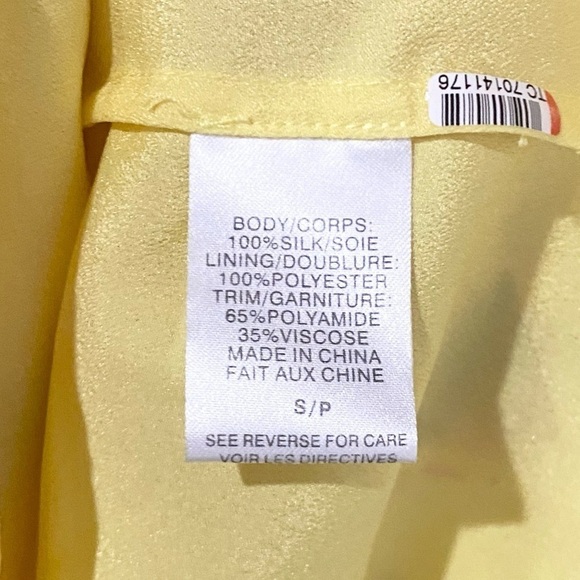 TC 70141176
BODY/CORPS:
100%SILK/SOIE
LINING/DOUBLURE:
100%POLYESTER
TRIM/GARNITURE:
65%POLYAMIDE
35%VISCOSE
MADE IN CHINA
FAIT AUX CHINE
S/P
SEE REVERSE FOR CARE
VOIR LES DIRECTIVES